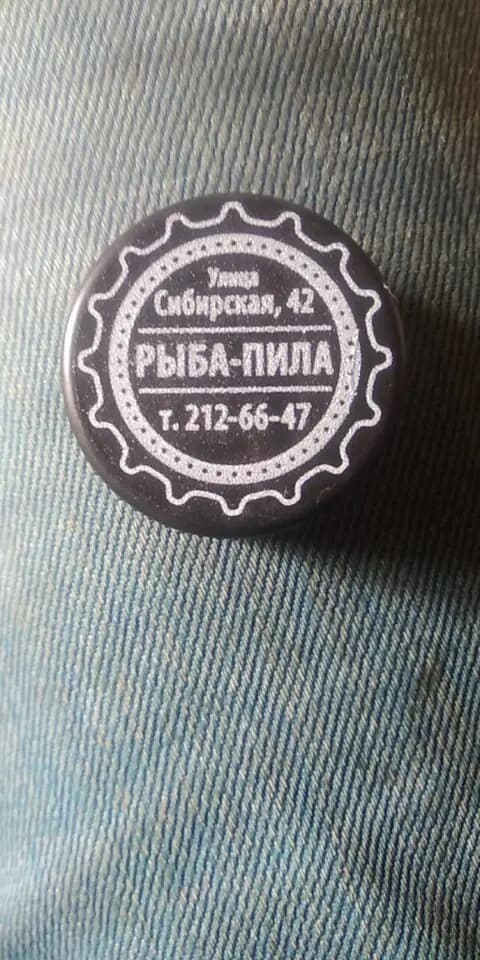 Улица
Сибирская, 42
РЫБА-ПИЛА
т. 212-66-47